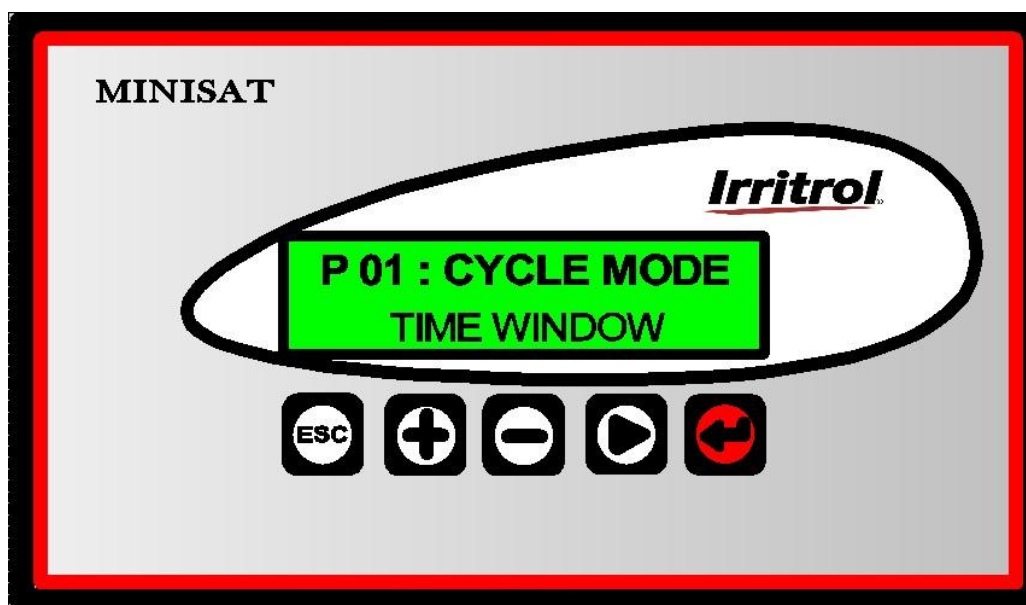 MINISAT
Irritrol
P 01 : CYCLE MODE
TIME WINDOW
ESC